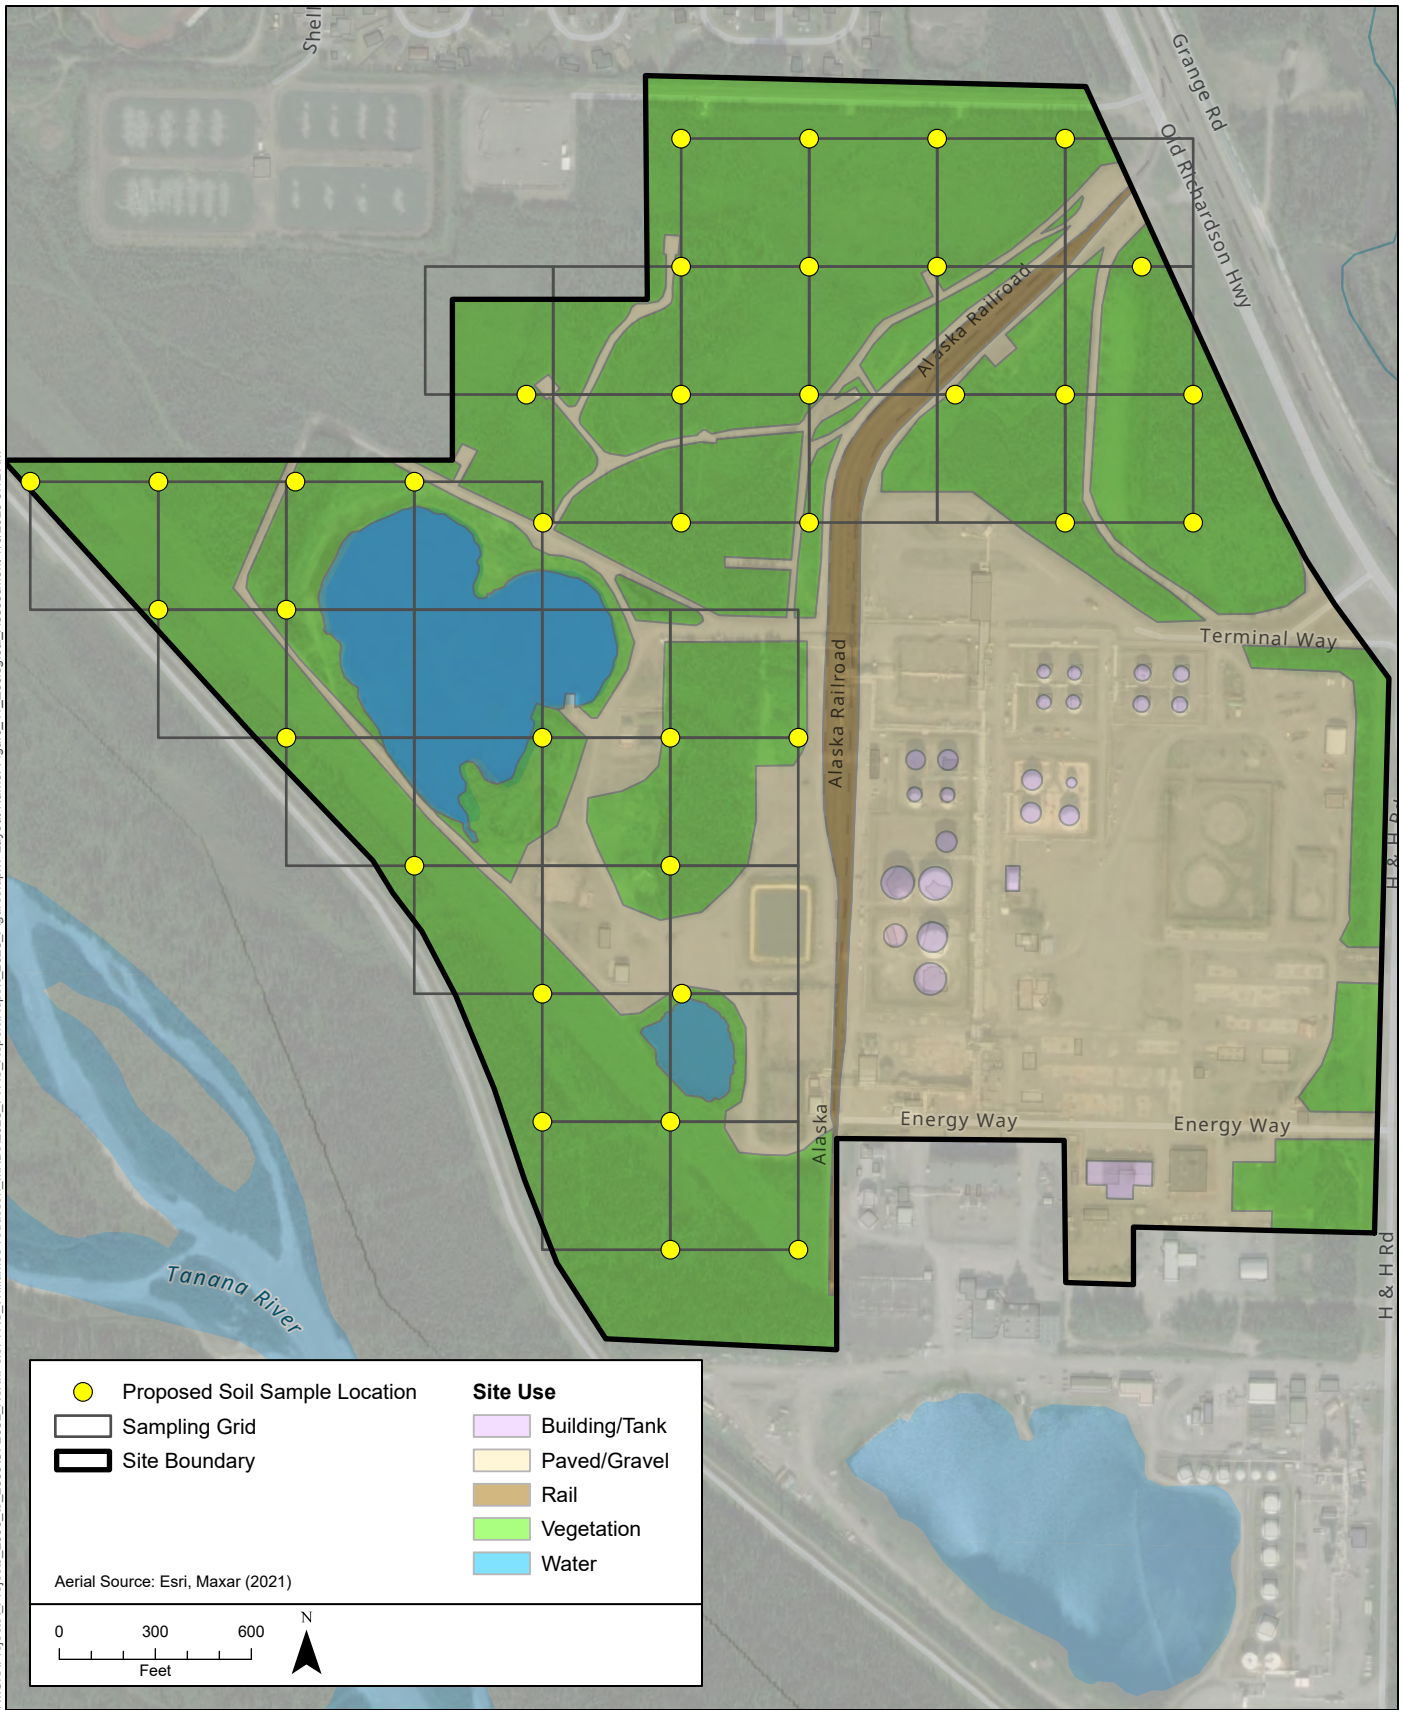 Shell
Grange Rd
Old Richardson Hwy
Alaska Railroad
Terminal Way
Alaska Railroad
H & H Rd
Energy Way
Energy Way
Alaska
H & H Rd
Tanana River
Proposed Soil Sample Location
Sampling Grid
Site Boundary
Site Use
Building/Tank
Paved/Gravel
Rail
Vegetation
Water
Aerial Source: Esri, Maxar (2021)
0 300 600
Feet
N